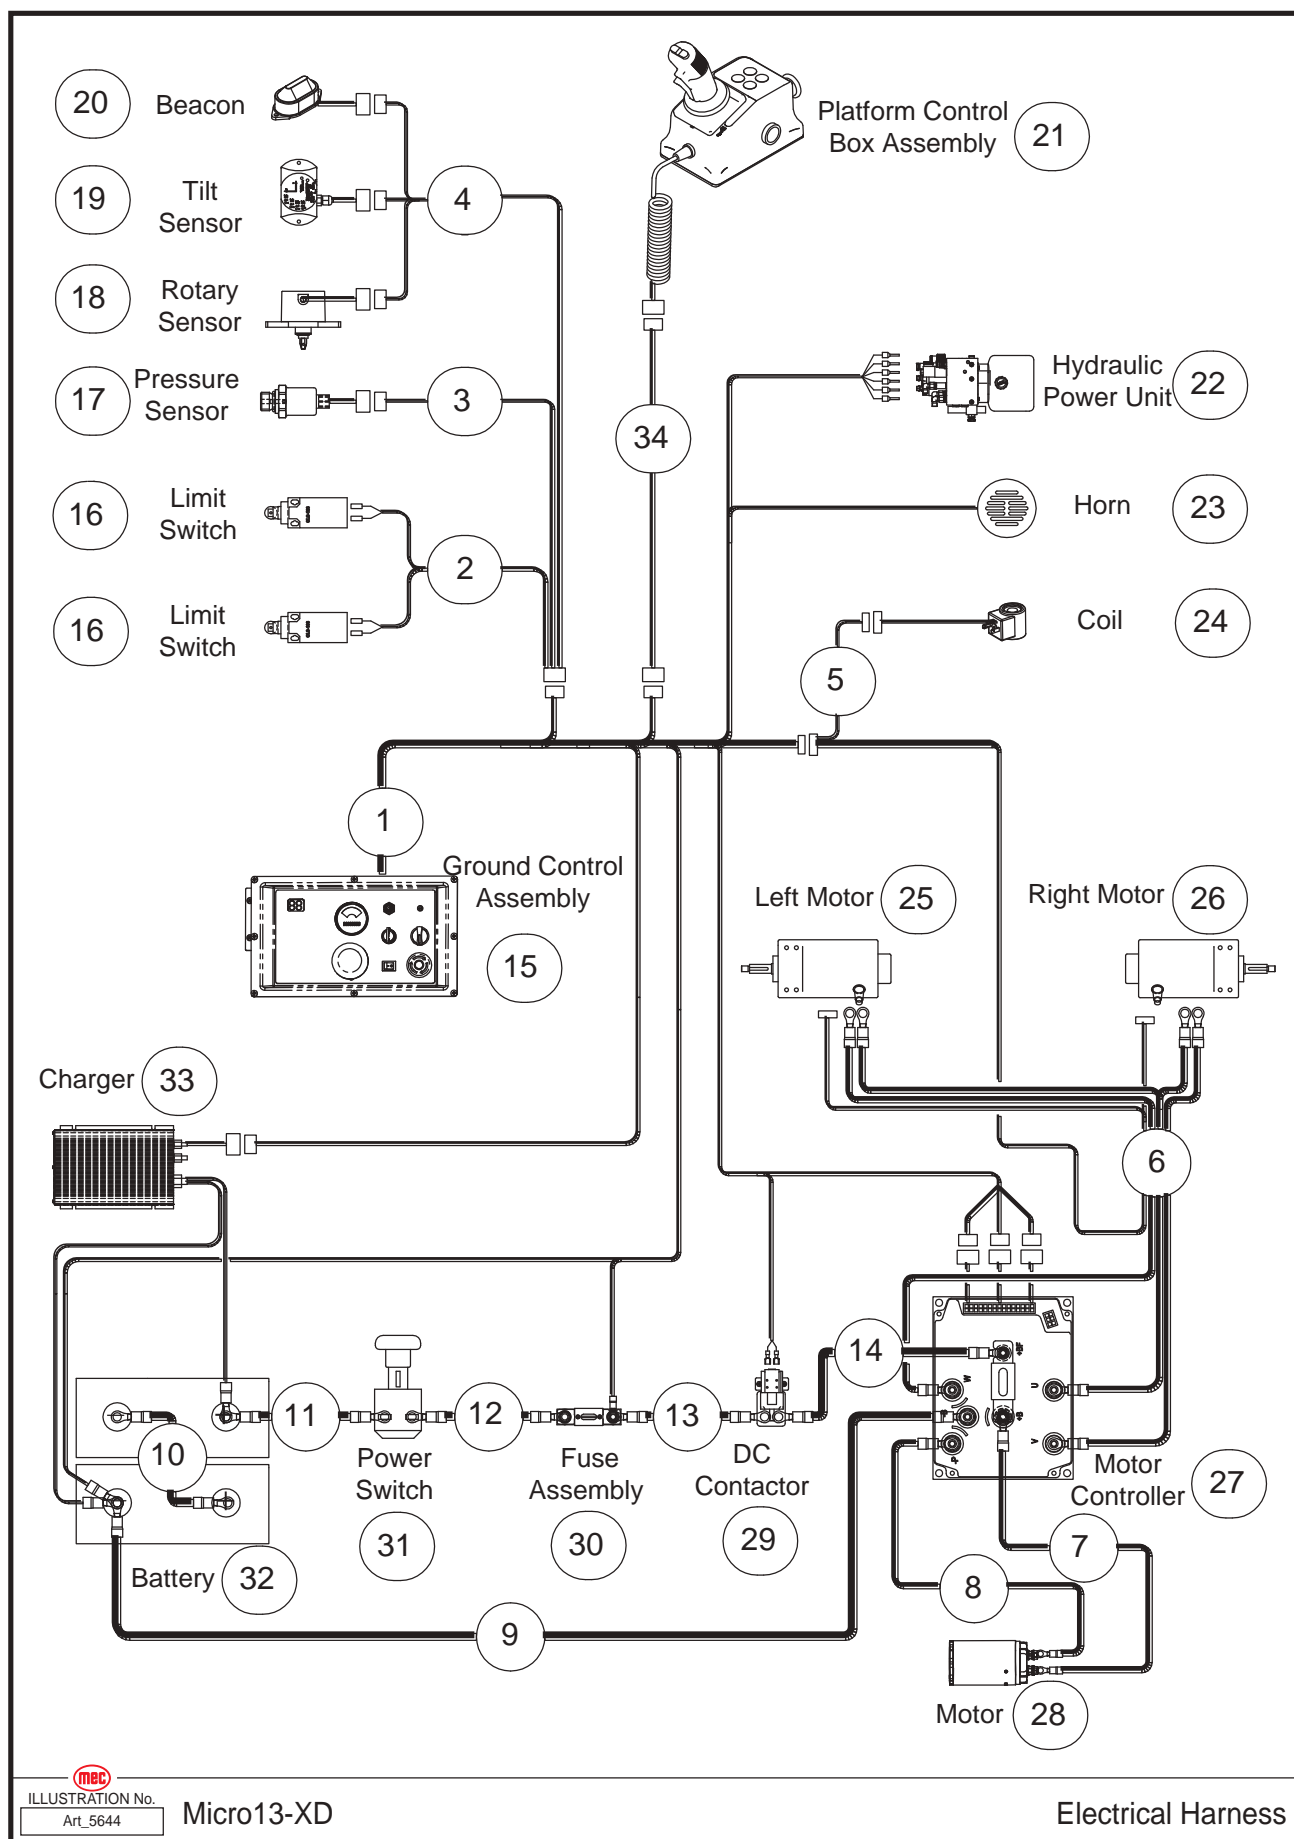 20
Beacon
19
Tilt
Sensor
18
Rotary
Sensor
17
Pressure
Sensor
16
Limit
Switch
16
Limit
Switch
4
3
2
34
Platform Control
Box Assembly
21
Hydraulic
Power Unit
22
Horn
23
Coil
24
5
1
Ground Control
Assembly
15
Left Motor
25
Right Motor
26
Charger
33
6
10
11
12
13
14
Power
Switch
31
Fuse
Assembly
30
DC
Contactor
29
W
U
V
+B
Motor
Controller
27
7
8
Battery
32
9
Motor
28
mec
ILLUSTRATION No.
Art_5644
Micro13-XD
Electrical Harness